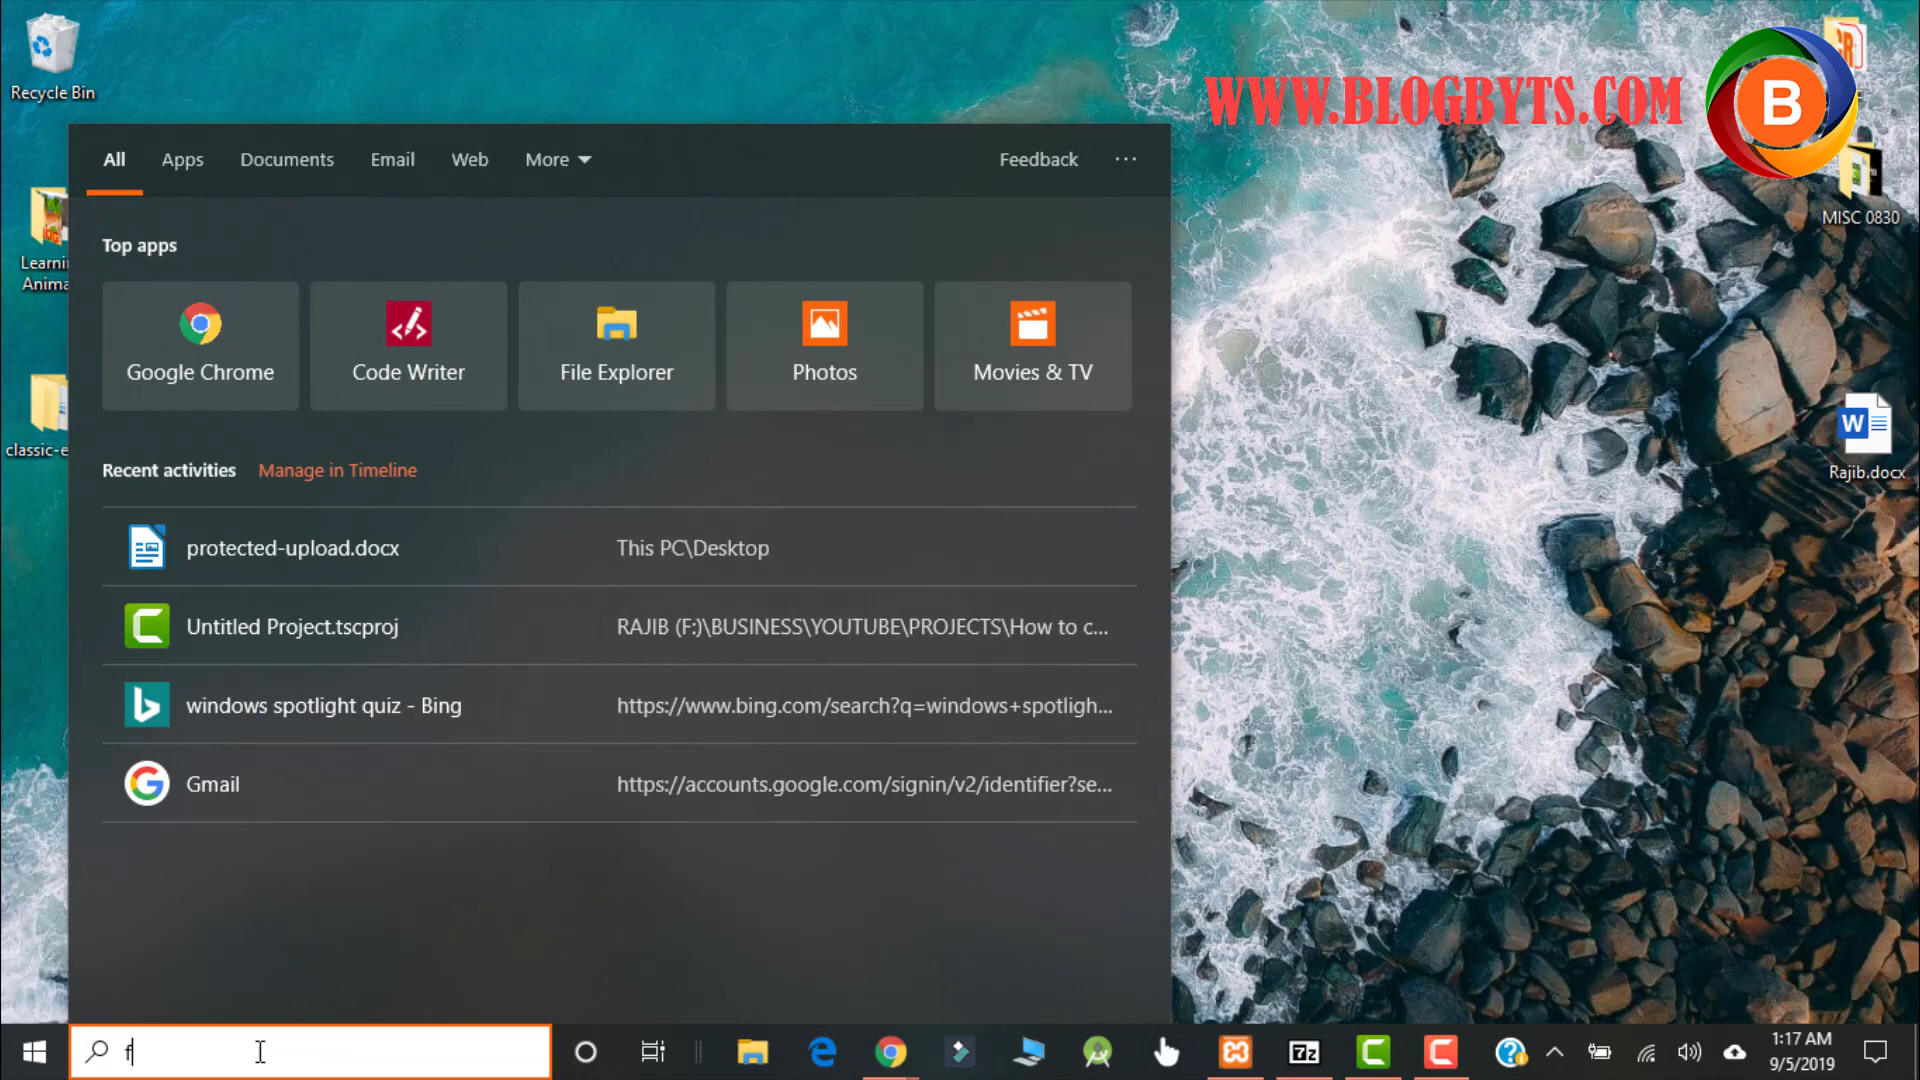 Recycle Bin
WWW.BLOGBYTS.COM
B
MISC 0830
Rajib.docx
Learni
Anima
classic-e
All Apps Documents Email Web More Feedback
Top apps
Google Chrome Code Writer File Explorer Photos Movies & TV
Recent activities Manage in Timeline
protected-upload.docx This PC\Desktop
Untitled Project.tscproj RAJIB (F:)\BUSINESS\YOUTUBE\PROJECTS\How to c...
windows spotlight quiz - Bing https://www.bing.com/search?q=windows+spotligh...
Gmail https://accounts.google.com/signin/v2/identifier?se...
f
1:17 AM
9/5/2019